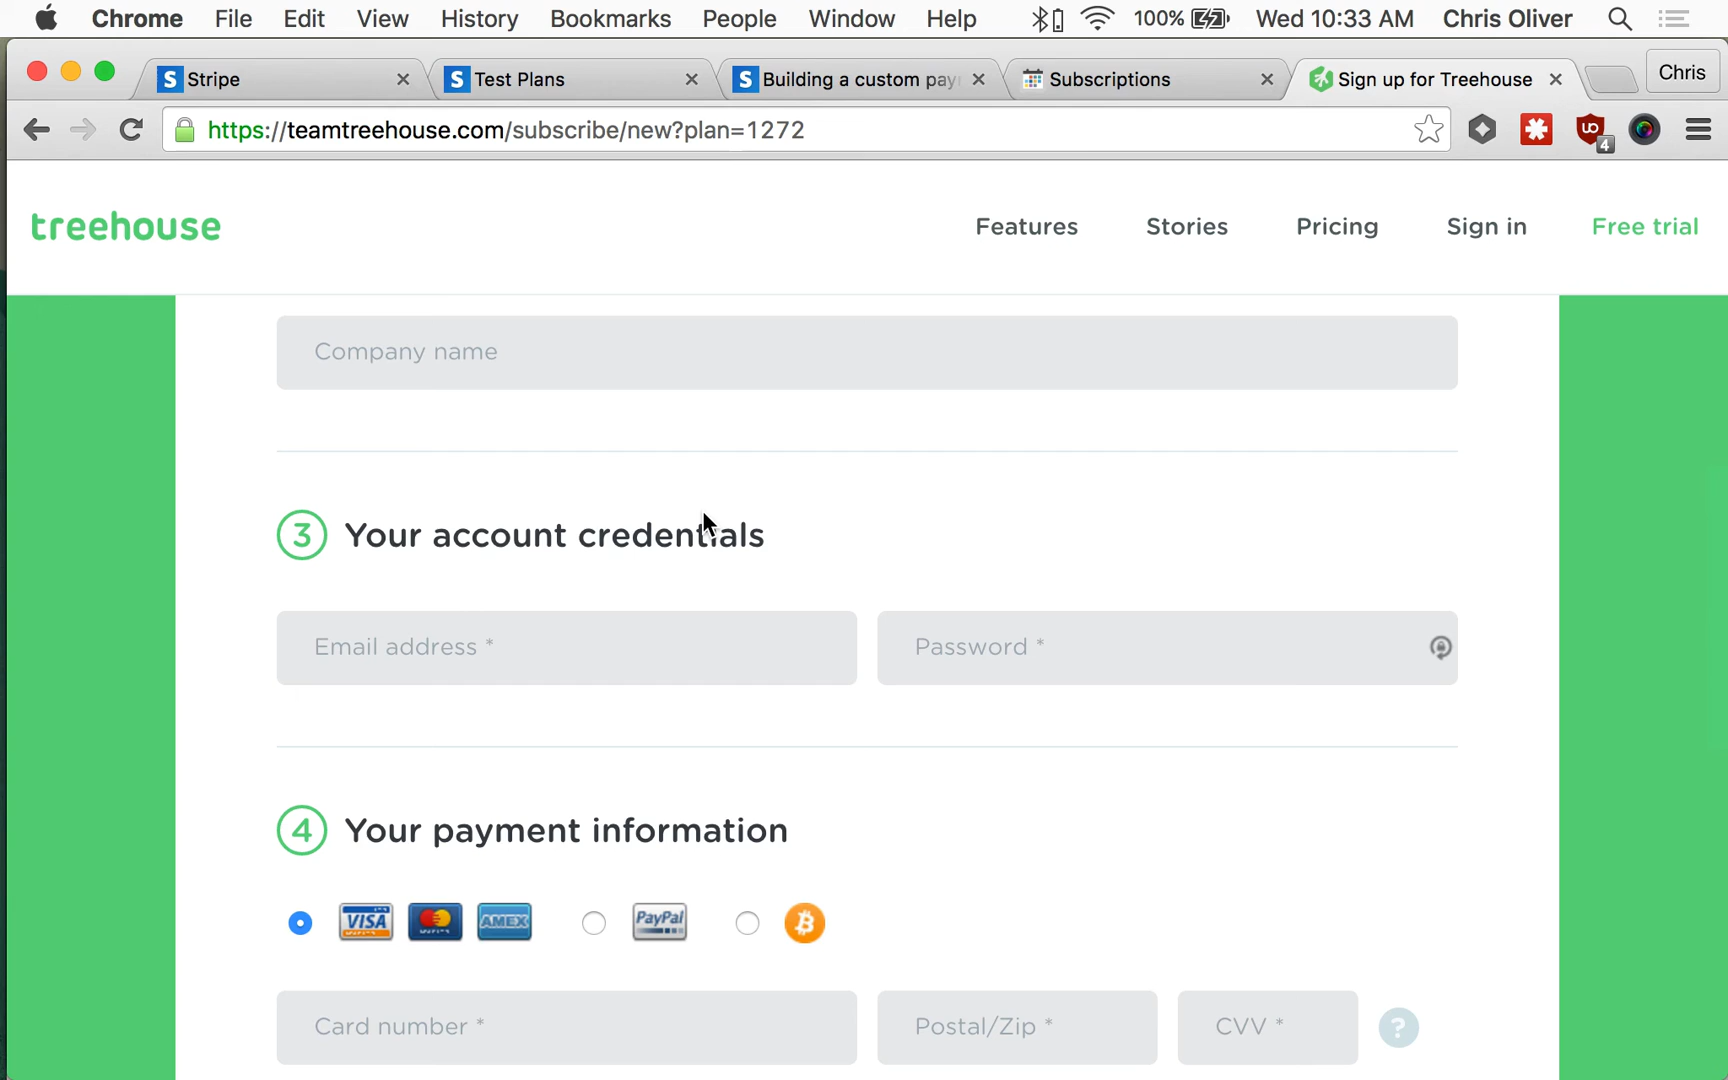 Chrome File Edit View History Bookmarks People Window Help 100% Wed 10:33 AM Chris Oliver
S Stripe S Test Plans S Building a custom pay Subscriptions Sign up for Treehouse Chris
https://teamtreehouse.com/subscribe/new?plan=1272 UO 4
treehouse Features Stories Pricing Sign in Free trial
Company name
3 Your account credentials
Email address * Password *
4 Your payment information
VISA AMEX PayPal
Card number * Postal/Zip * CVV * ?